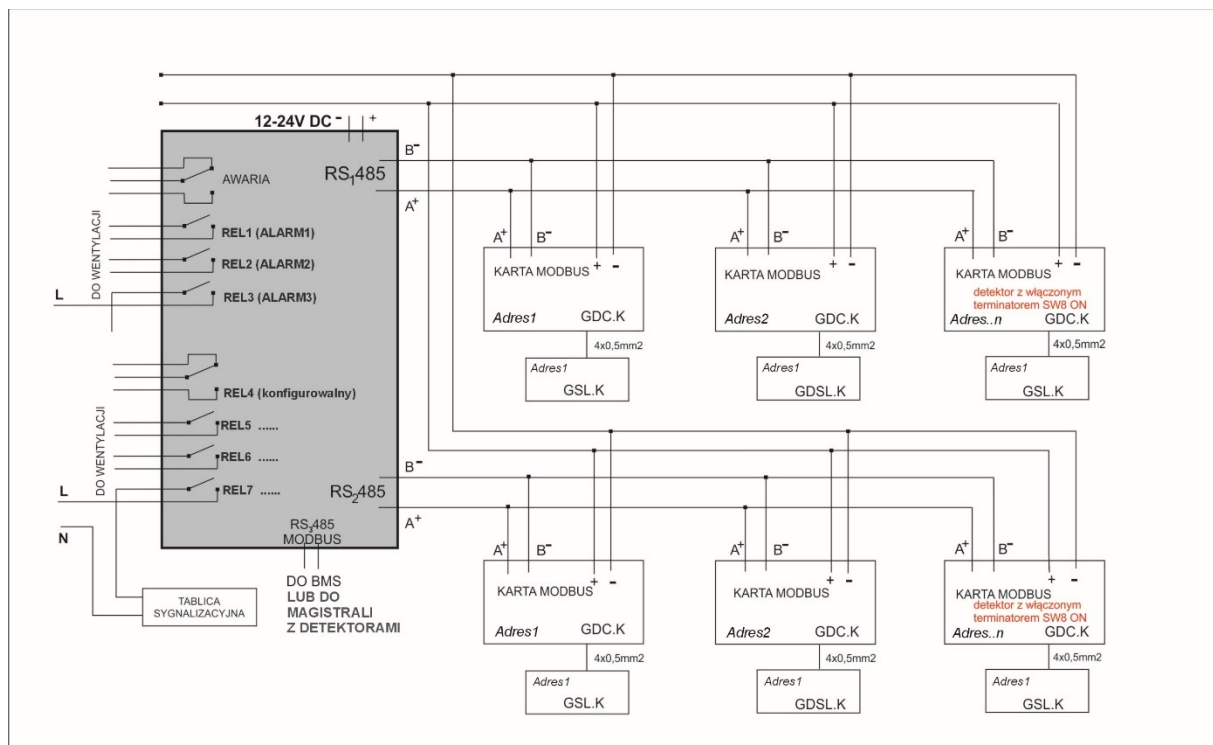 12-24V DC - +
AWARIA
RS1485
B-
A+
REL1 (ALARM1)
REL2 (ALARM2)
REL3 (ALARM3)
DO WENTYLACJI
L
REL4 (konfigurowalny)
REL5 ......
REL6 ......
REL7 ......
DO WENTYLACJI
L
N
RS2485
B-
A+
RS3485
MODBUS
DO BMS
LUB DO
MAGISTRALI
Z DETEKTORAMI
TABLICA
SYGNALIZACYJNA
A+ B-
KARTA MODBUS + -
Adres1 GDC.K
4x0,5mm2
Adres1
GSL.K
A+ B-
KARTA MODBUS + -
Adres2 GDC.K
4x0,5mm2
Adres1
GDSL.K
A+ B- + -
KARTA MODBUS
detektor z włączonym
terminatorem SW8 ON
Adres..n GDC.K
4x0,5mm2
Adres1
GSL.K
A+ B- + -
KARTA MODBUS
Adres1 GDC.K
4x0,5mm2
Adres1
GSL.K
A+ B- + -
KARTA MODBUS
Adres2 GDC.K
4x0,5mm2
Adres1
GDSL.K
A+ B- + -
KARTA MODBUS
detektor z włączonym
terminatorem SW8 ON
Adres..n GDC.K
4x0,5mm2
Adres1
GSL.K